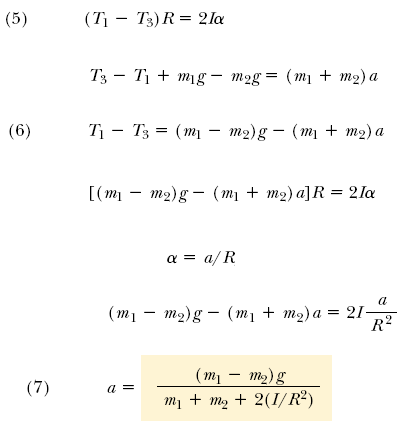 (5) (T₁ − T₃)R = 2Iα
T₃ − T₁ + m₁g − m₂g = (m₁ + m₂)a
(6) T₁ − T₃ = (m₁ − m₂)g − (m₁ + m₂)a
[(m₁ − m₂)g − (m₁ + m₂)a]R = 2Iα
α = a/R
(m₁ − m₂)g − (m₁ + m₂)a = 2I a/R²
(7) a = (m₁ − m₂)g / m₁ + m₂ + 2(I/R²)